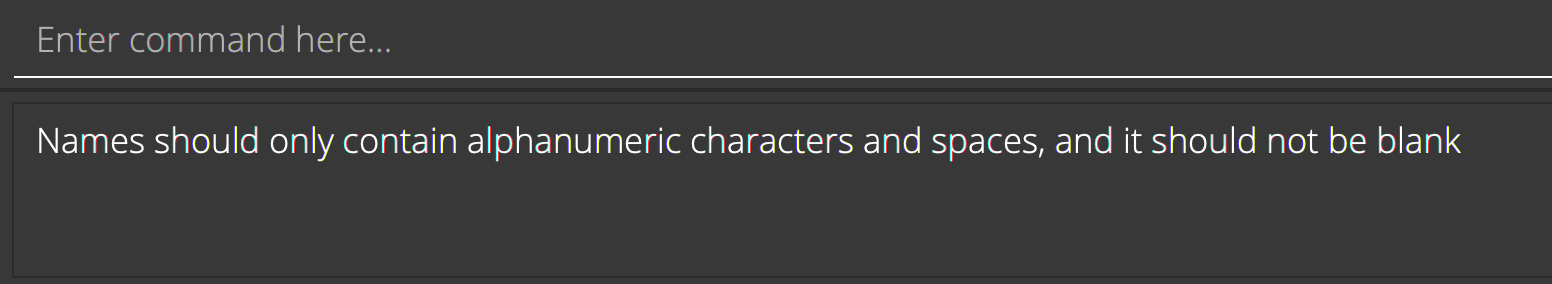 Enter command here...
Names should only contain alphanumeric characters and spaces, and it should not be blank